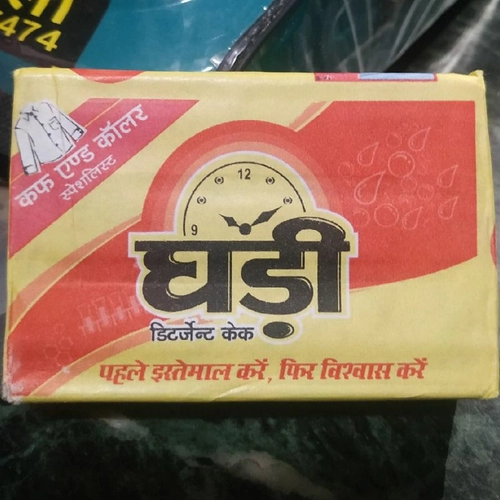 474
कफ एण्ड कॉलर
स्पेशलिस्ट
12
9
घड़ी
डिटर्जेन्ट केक
पहले इस्तेमाल करें, फिर विश्वास करें